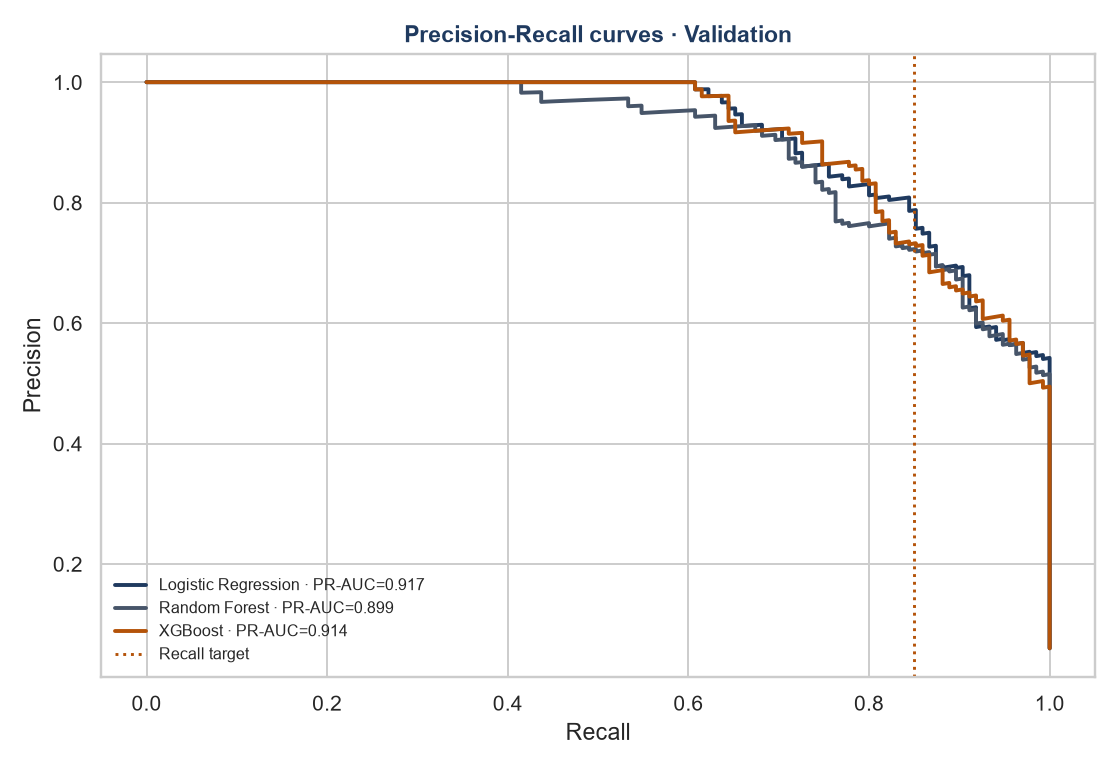 Precision-Recall curves · Validation
1.0
0.8
0.6
0.4
0.2
Precision
Logistic Regression · PR-AUC=0.917
Random Forest · PR-AUC=0.899
XGBoost · PR-AUC=0.914
Recall target
0.0 0.2 0.4 0.6 0.8 1.0
Recall